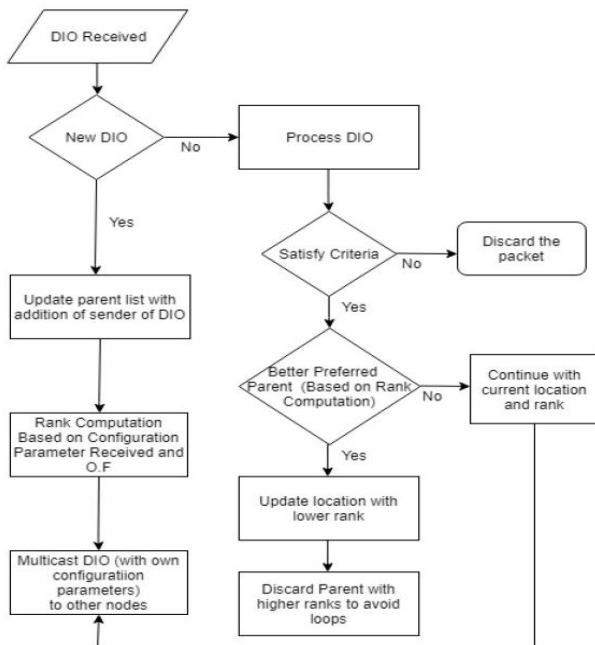 DIO Received
New DIO
No
Process DIO
Yes
Satisfy Criteria
No
Discard the
packet
Yes
Update parent list with
addition of sender of DIO
Better Preferred
Parent (Based on Rank
Computation)
No
Continue with
current location
and rank
Rank Computation
Based on Configuration
Parameter Received and
O.F
Yes
Update location with
lower rank
Multicast DIO (with own
configuratiion
parameters)
to other nodes
Discard Parent with
higher ranks to avoid
loops